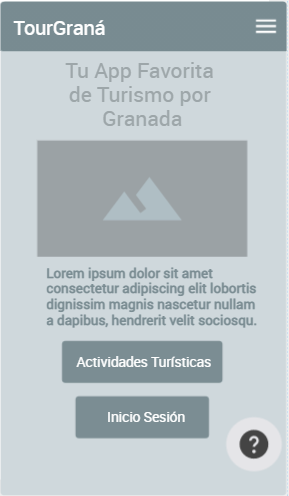 TourGraná
Tu App Favorita
de Turismo por
Granada
Lorem ipsum dolor sit amet
consectetur adipiscing elit lobortis
dignissim magnis nascetur nullam
a dapibus, hendrerit velit sociosqu.
Actividades Turísticas
Inicio Sesión
?